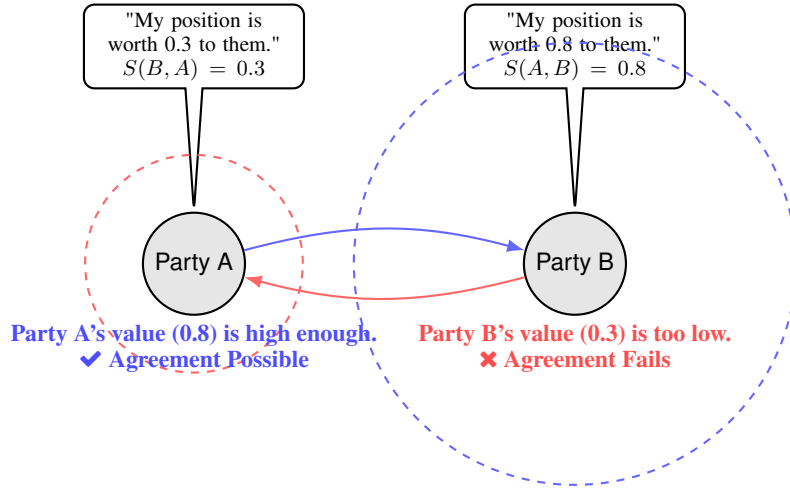 "My position is
worth 0.3 to them."
S(B, A) = 0.3
"My position is
worth 0.8 to them."
S(A, B) = 0.8
Party A
Party B
Party A's value (0.8) is high enough.
✔ Agreement Possible
Party B's value (0.3) is too low.
✖ Agreement Fails